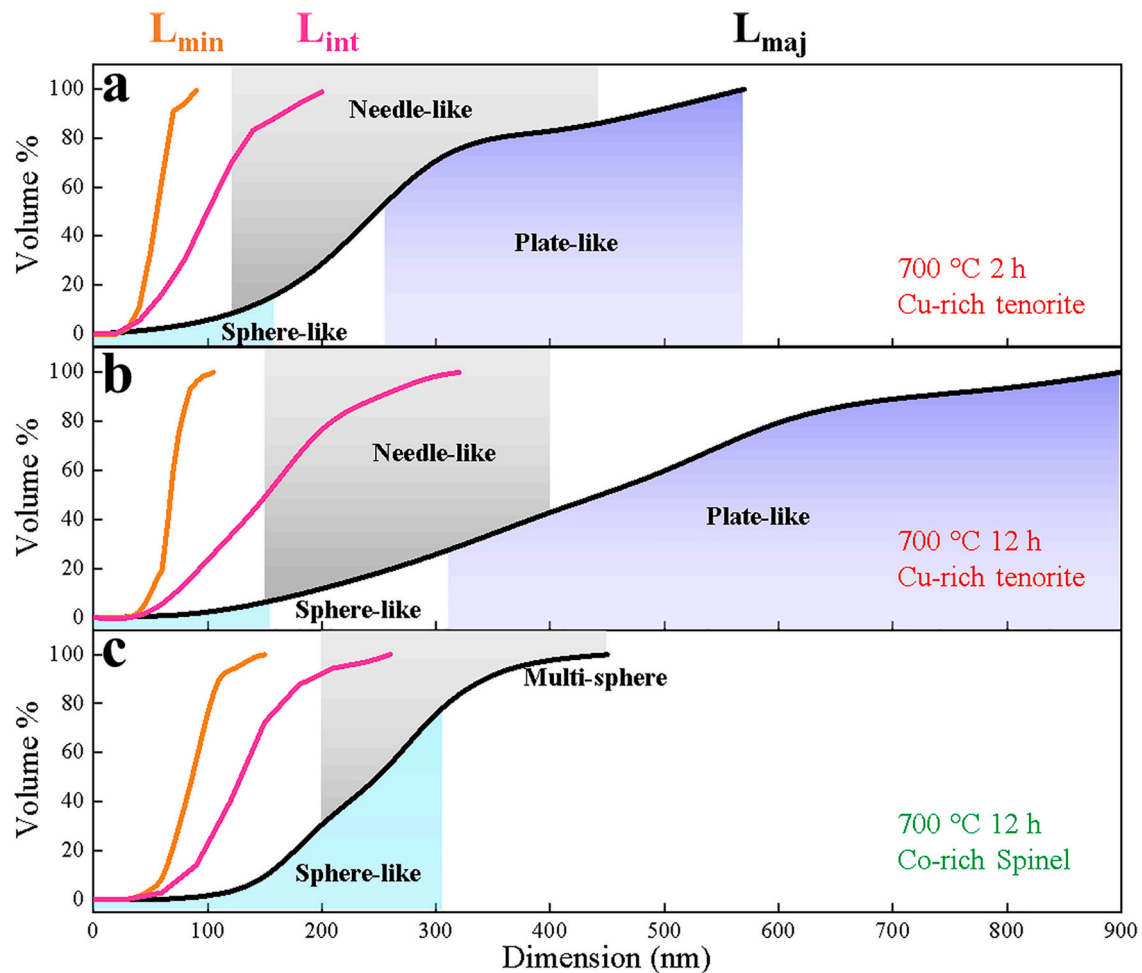 Lmin Lint Lmaj
a
100
80
60
40
20
0
Volume %
Needle-like
Plate-like
Sphere-like
700 °C 2 h
Cu-rich tenorite
b
100
80
60
40
20
0
Volume %
Needle-like
Plate-like
Sphere-like
700 °C 12 h
Cu-rich tenorite
c
100
80
60
40
20
0
Volume %
Multi-sphere
Sphere-like
700 °C 12 h
Co-rich Spinel
0 100 200 300 400 500 600 700 800 900
Dimension (nm)